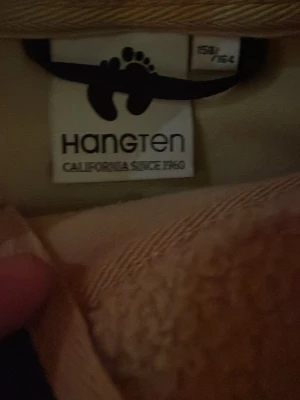 158/
164
HANGTEN
CALIFORNIA SINCE 1960